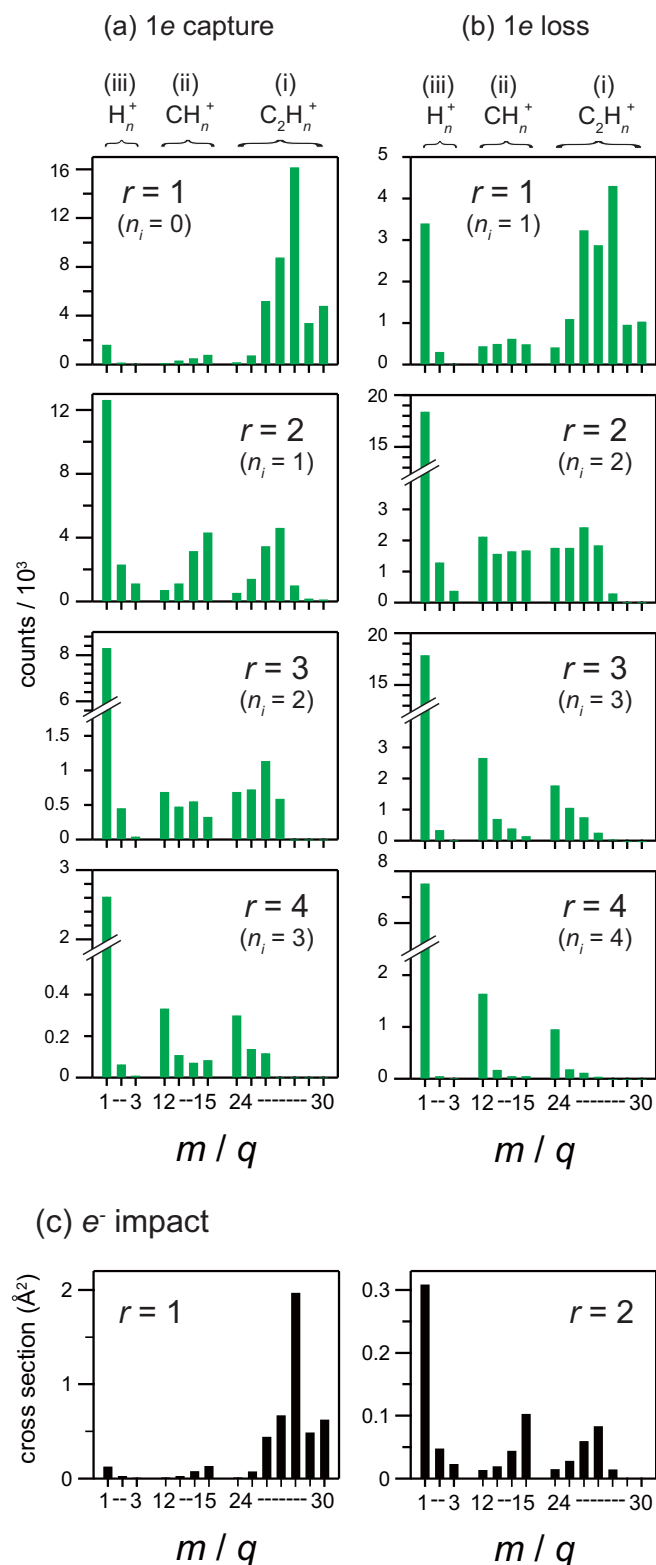 (a) 1e capture
(b) 1e loss
(iii) (ii) (i)
Hₙ⁺ CHₙ⁺ C₂Hₙ⁺
(iii) (ii) (i)
Hₙ⁺ CHₙ⁺ C₂Hₙ⁺
counts / 10³
16
12
8
4
0
r = 1
(nᵢ = 0)
5
4
3
2
1
0
r = 1
(nᵢ = 1)
12
8
4
0
r = 2
(nᵢ = 1)
20
15
2
1
0
r = 2
(nᵢ = 2)
8
6
1.5
1
0.5
0
r = 3
(nᵢ = 2)
20
15
3
2
1
0
r = 3
(nᵢ = 3)
3
2
0.4
0.2
0
r = 4
(nᵢ = 3)
8
6
2
1
0
r = 4
(nᵢ = 4)
1--3 12--15 24-------30
m / q
1--3 12--15 24-------30
m / q
(c) e⁻ impact
cross section (Å²)
2
1
0
r = 1
0.3
0.2
0.1
0
r = 2
1--3 12--15 24-------30
m / q
1--3 12--15 24-------30
m / q